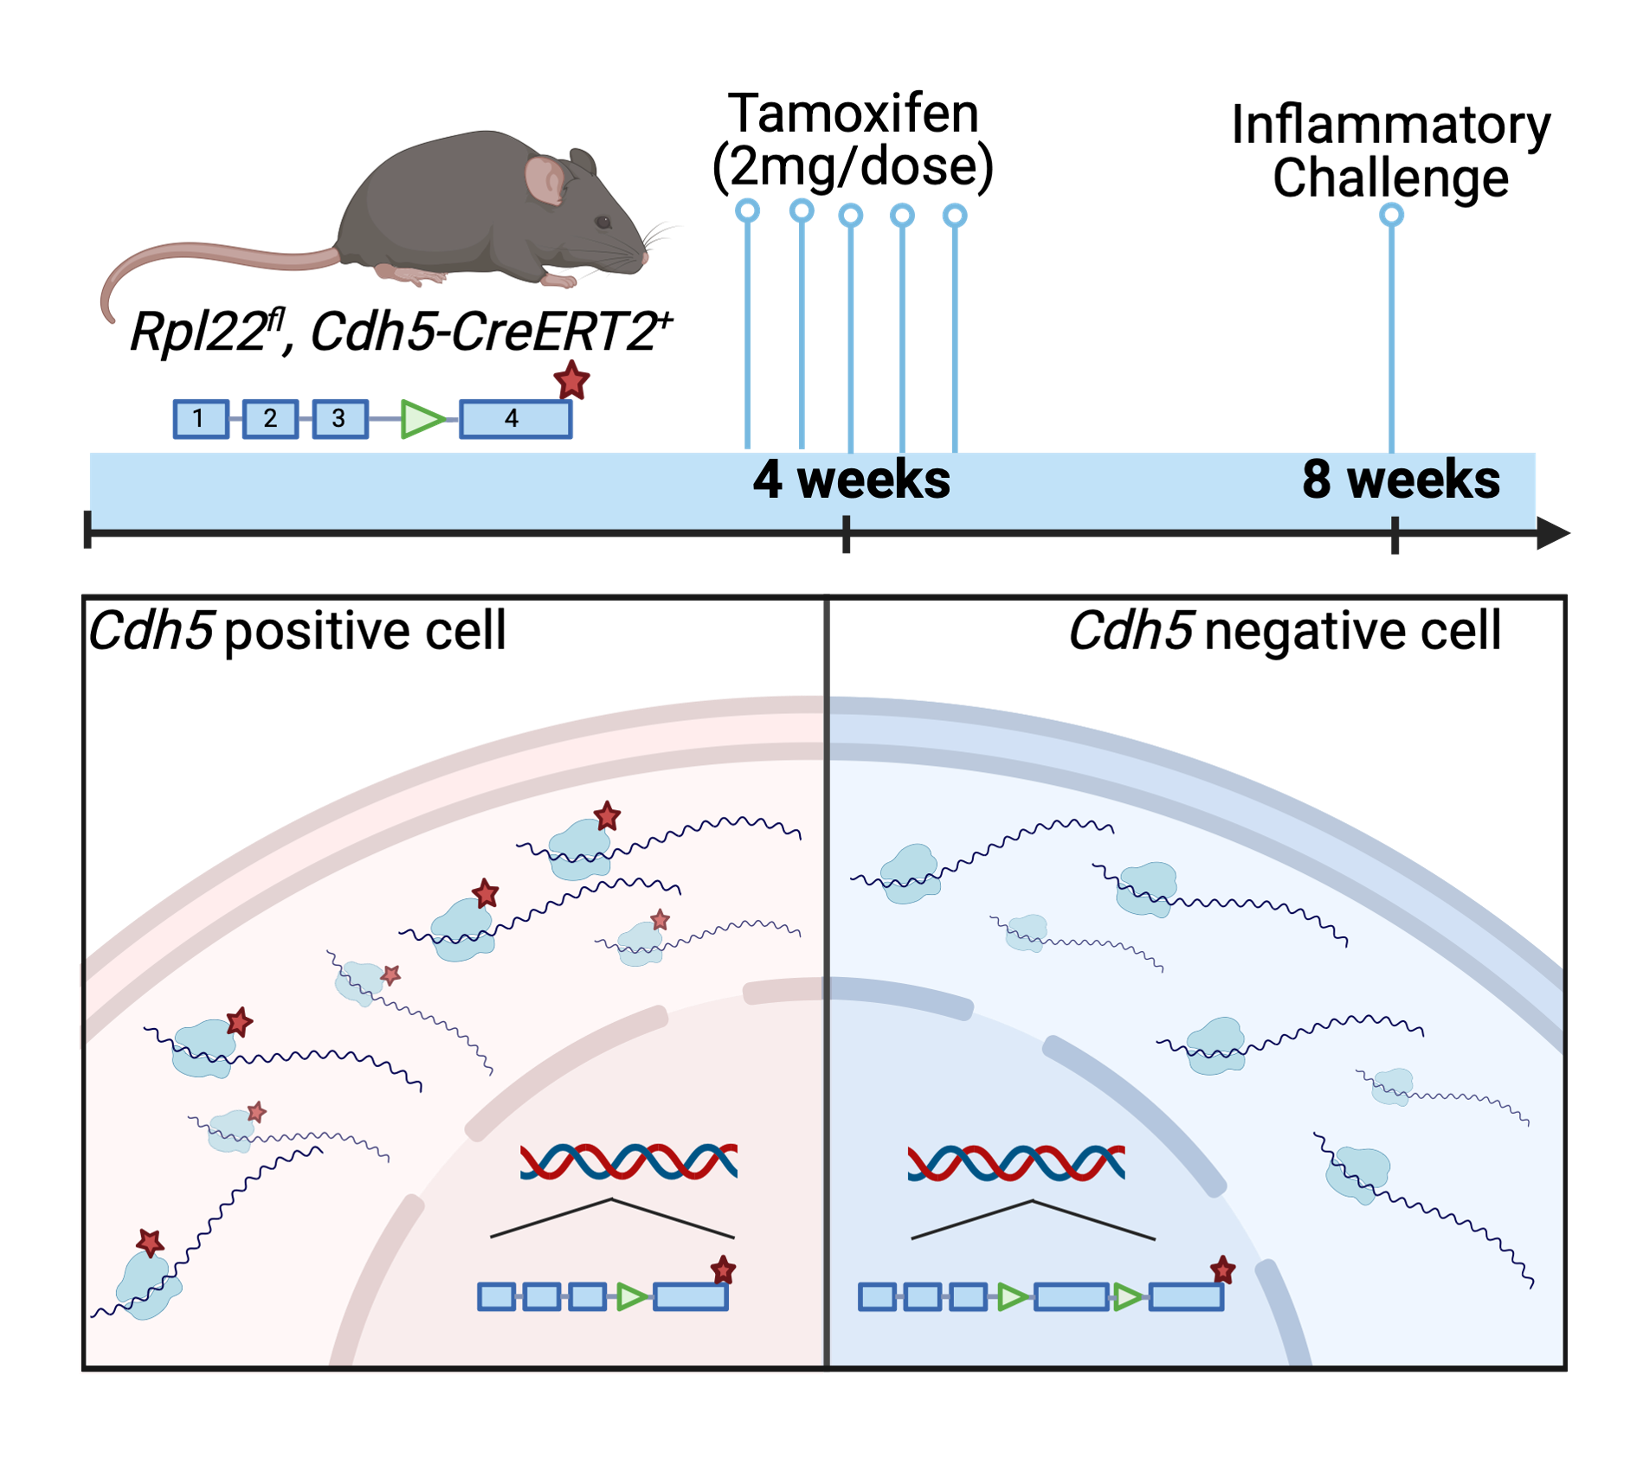 Tamoxifen
(2mg/dose)
Inflammatory
Challenge
Rpl22fl, Cdh5-CreERT2+
1 2 3 4
4 weeks
8 weeks
Cdh5 positive cell
Cdh5 negative cell